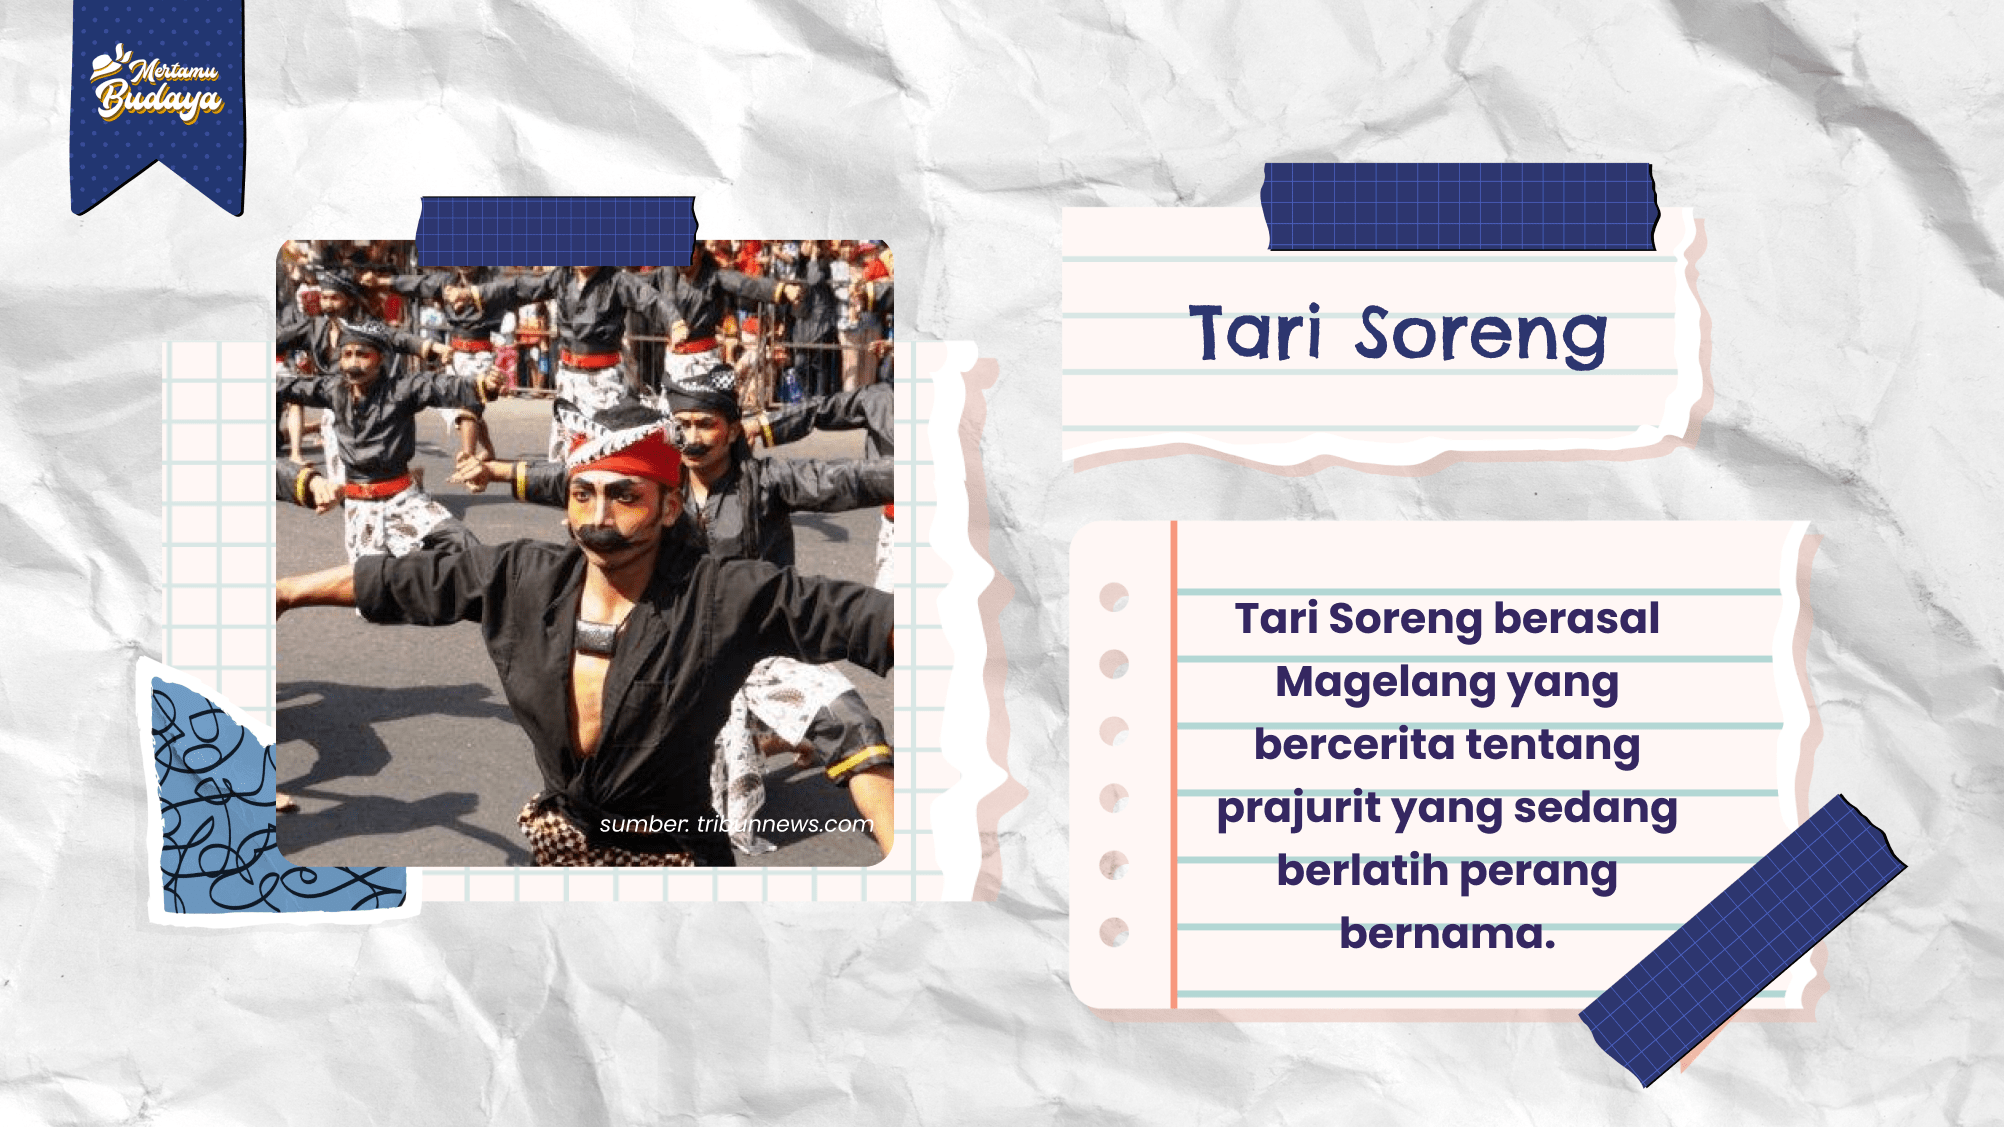 Mertamu
Budaya
Tari Soreng
sumber: tribunnews.com
Tari Soreng berasal
Magelang yang
bercerita tentang
prajurit yang sedang
berlatih perang
bernama.